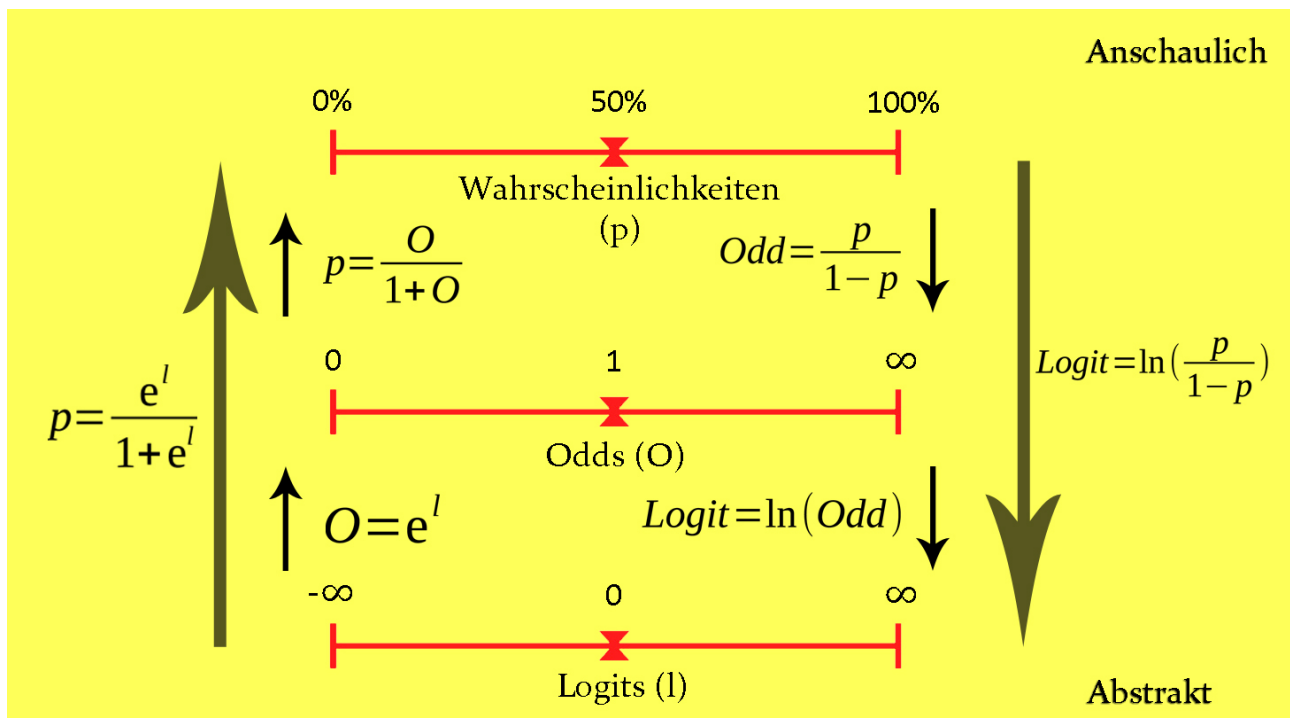 Anschaulich
0% 50% 100%
Wahrscheinlichkeiten
(p)
p=O/(1+O)
Odd=p/(1−p)
0 1 ∞
Logit=ln(p/(1−p))
p=e^l/(1+e^l)
Odds (O)
O=e^l
Logit=ln(Odd)
-∞ 0 ∞
Logits (l)
Abstrakt